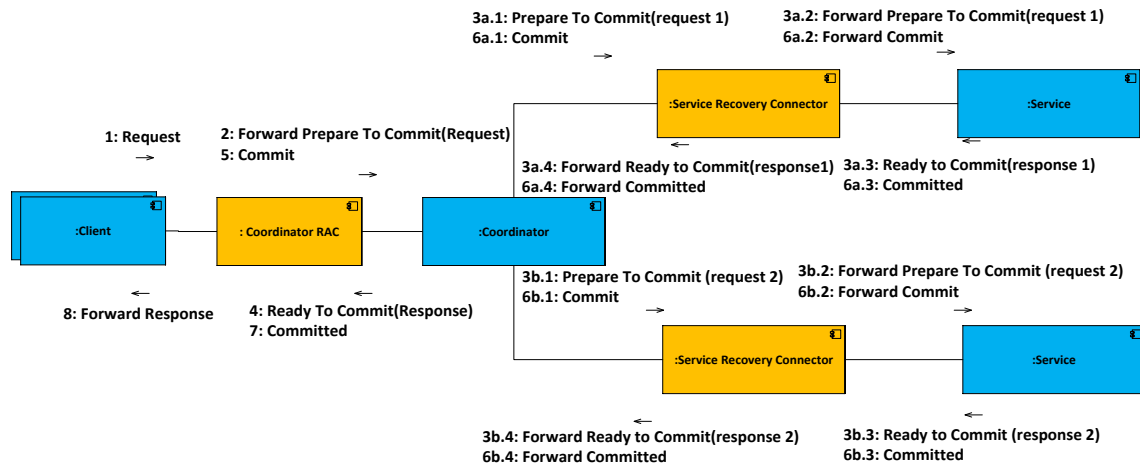 3a.1: Prepare To Commit(request 1)
6a.1: Commit
3a.2: Forward Prepare To Commit(request 1)
6a.2: Forward Commit
:Service Recovery Connector
:Service
1: Request
2: Forward Prepare To Commit(Request)
5: Commit
3a.4: Forward Ready to Commit(response1)
6a.4: Forward Committed
3a.3: Ready to Commit(response 1)
6a.3: Committed
:Client
: Coordinator RAC
:Coordinator
8: Forward Response
4: Ready To Commit(Response)
7: Committed
3b.1: Prepare To Commit (request 2)
6b.1: Commit
3b.2: Forward Prepare To Commit (request 2)
6b.2: Forward Commit
:Service Recovery Connector
:Service
3b.4: Forward Ready to Commit(response 2)
6b.4: Forward Committed
3b.3: Ready to Commit (response 2)
6b.3: Committed